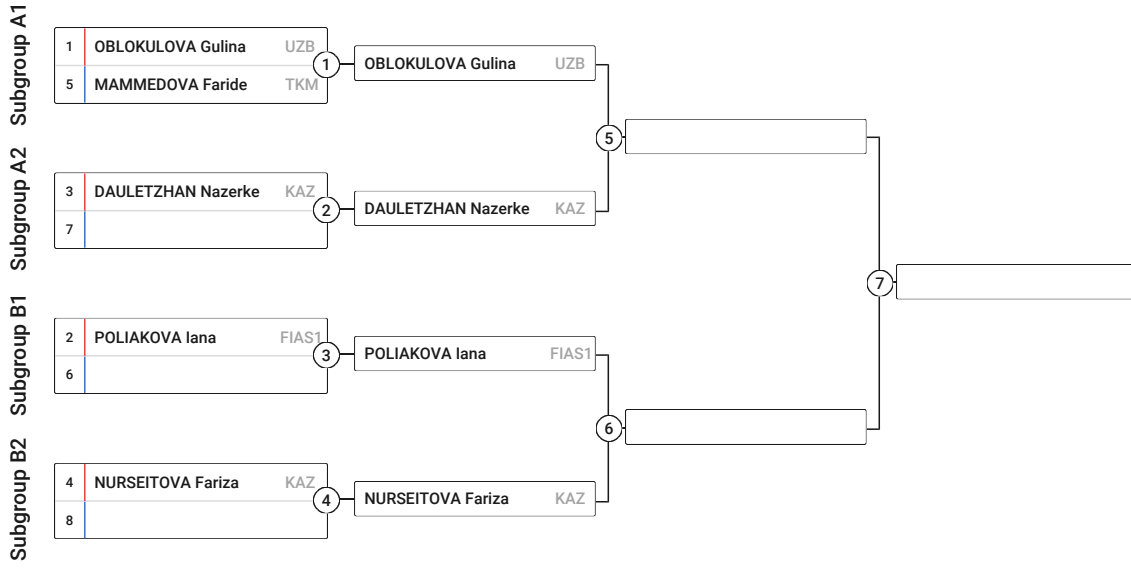 Subgroup A1
1 OBLOKULOVA Gulina UZB
5 MAMMEDOVA Faride TKM
1
OBLOKULOVA Gulina UZB
Subgroup A2
3 DAULETZHAN Nazerke KAZ
7
2
DAULETZHAN Nazerke KAZ
5
Subgroup B1
2 POLIAKOVA Iana FIAS1
6
3
POLIAKOVA Iana FIAS1
Subgroup B2
4 NURSEITOVA Fariza KAZ
8
4
NURSEITOVA Fariza KAZ
6
7